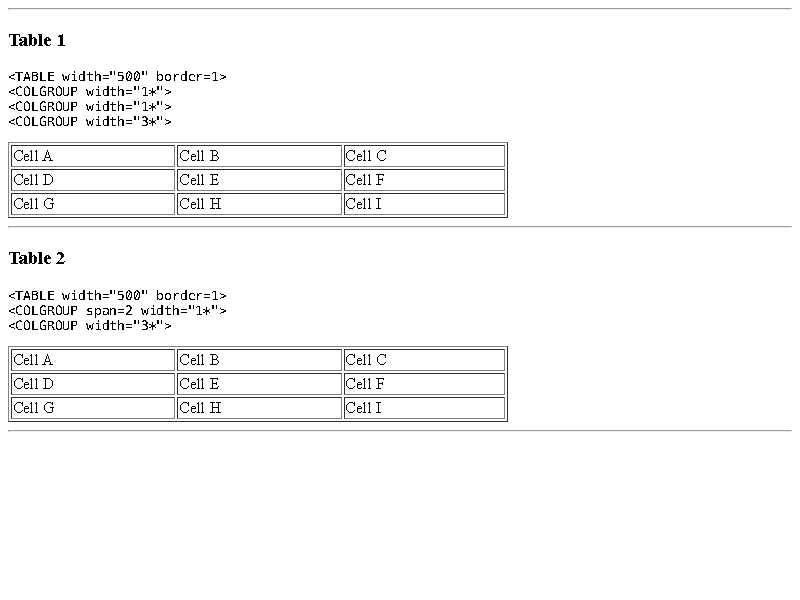 Table 1
<TABLE width="500" border=1>
<COLGROUP width="1*">
<COLGROUP width="1*">
<COLGROUP width="3*">
Cell A Cell B Cell C
Cell D Cell E Cell F
Cell G Cell H Cell I
Table 2
<TABLE width="500" border=1>
<COLGROUP span=2 width="1*">
<COLGROUP width="3*">
Cell A Cell B Cell C
Cell D Cell E Cell F
Cell G Cell H Cell I